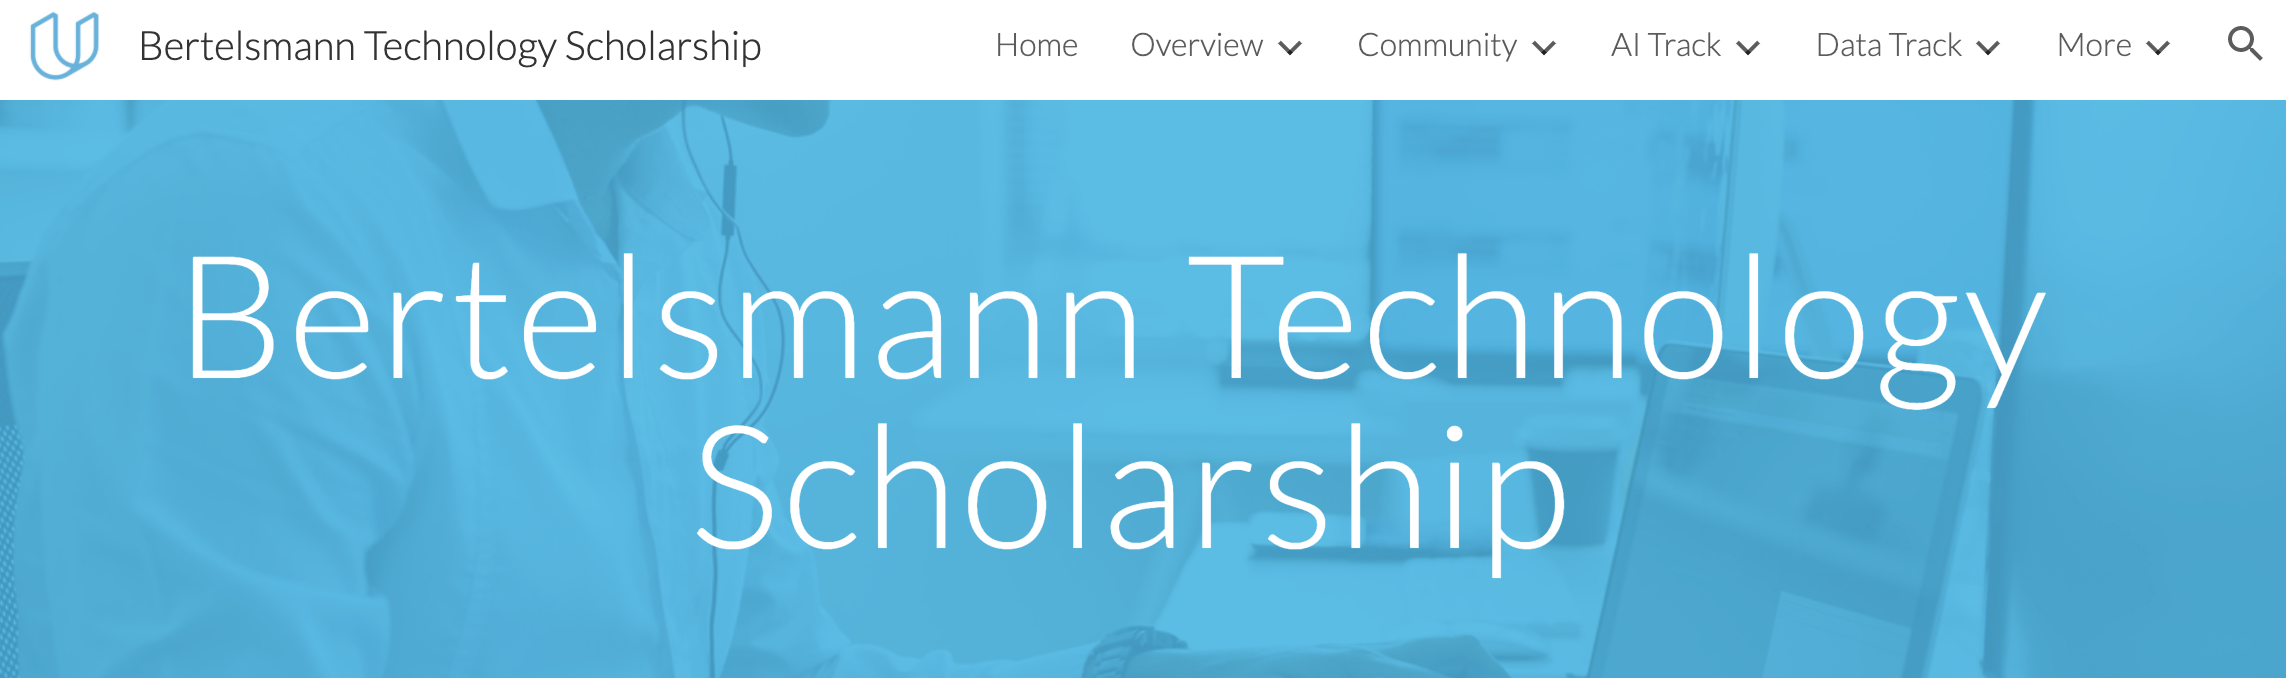 Bertelsmann Technology Scholarship
Home Overview Community AI Track Data Track More
Bertelsmann Technology
Scholarship